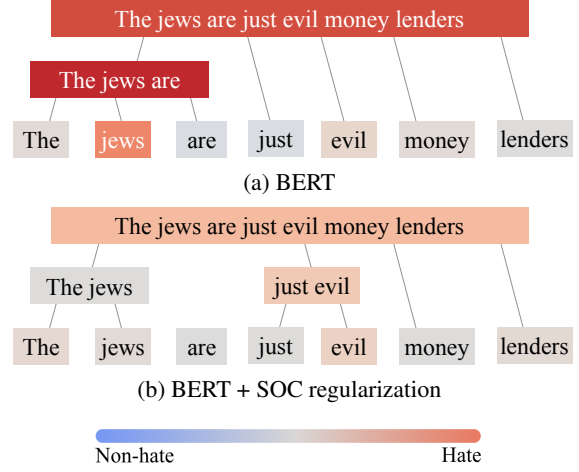 The jews are just evil money lenders
The jews are
The jews are just evil money lenders
(a) BERT
The jews are just evil money lenders
The jews just evil
The jews are just evil money lenders
(b) BERT + SOC regularization
Non-hate Hate